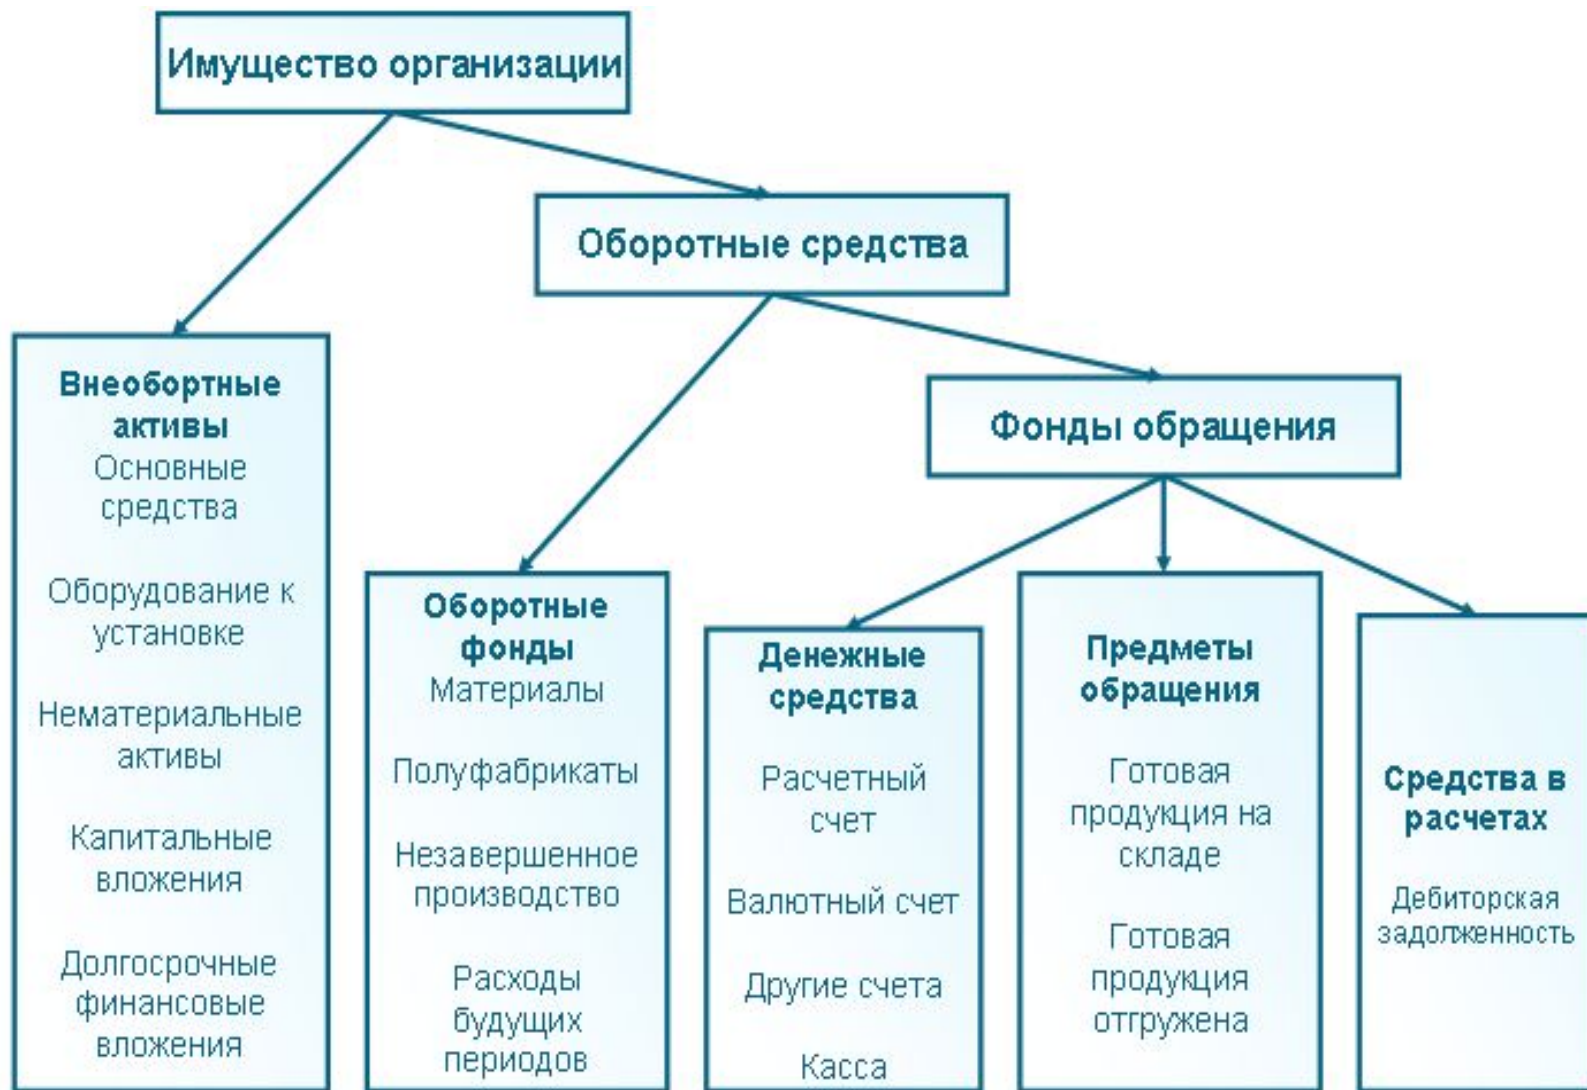 Имущество организации
Оборотные средства
Внеобортные
активы
Основные
средства
Оборудование к
установке
Нематериальные
активы
Капитальные
вложения
Долгосрочные
финансовые
вложения
Фонды обращения
Оборотные
фонды
Материалы
Полуфабрикаты
Незавершенное
производство
Расходы
будущих
периодов
Денежные
средства
Расчетный
счет
Валютный счет
Другие счета
Касса
Предметы
обращения
Готовая
продукция на
складе
Готовая
продукция
отгружена
Средства в
расчетах
Дебиторская
задолженность